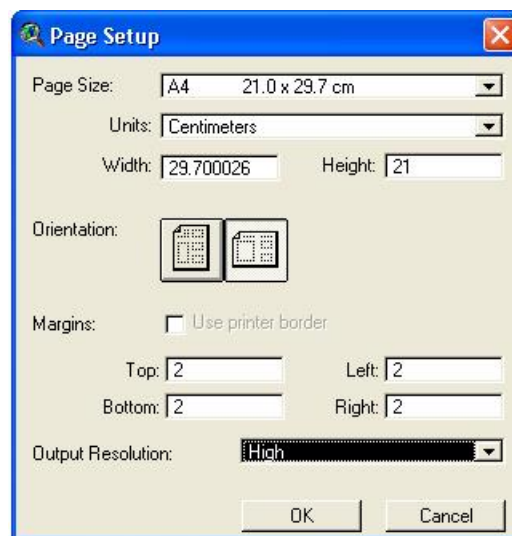 Page Setup
Page Size: A4 21.0 x 29.7 cm
Units: Centimeters
Width: 29.700026 Height: 21
Orientation:
Margins: Use printer border
Top: 2 Left: 2
Bottom: 2 Right: 2
Output Resolution: High
OK Cancel